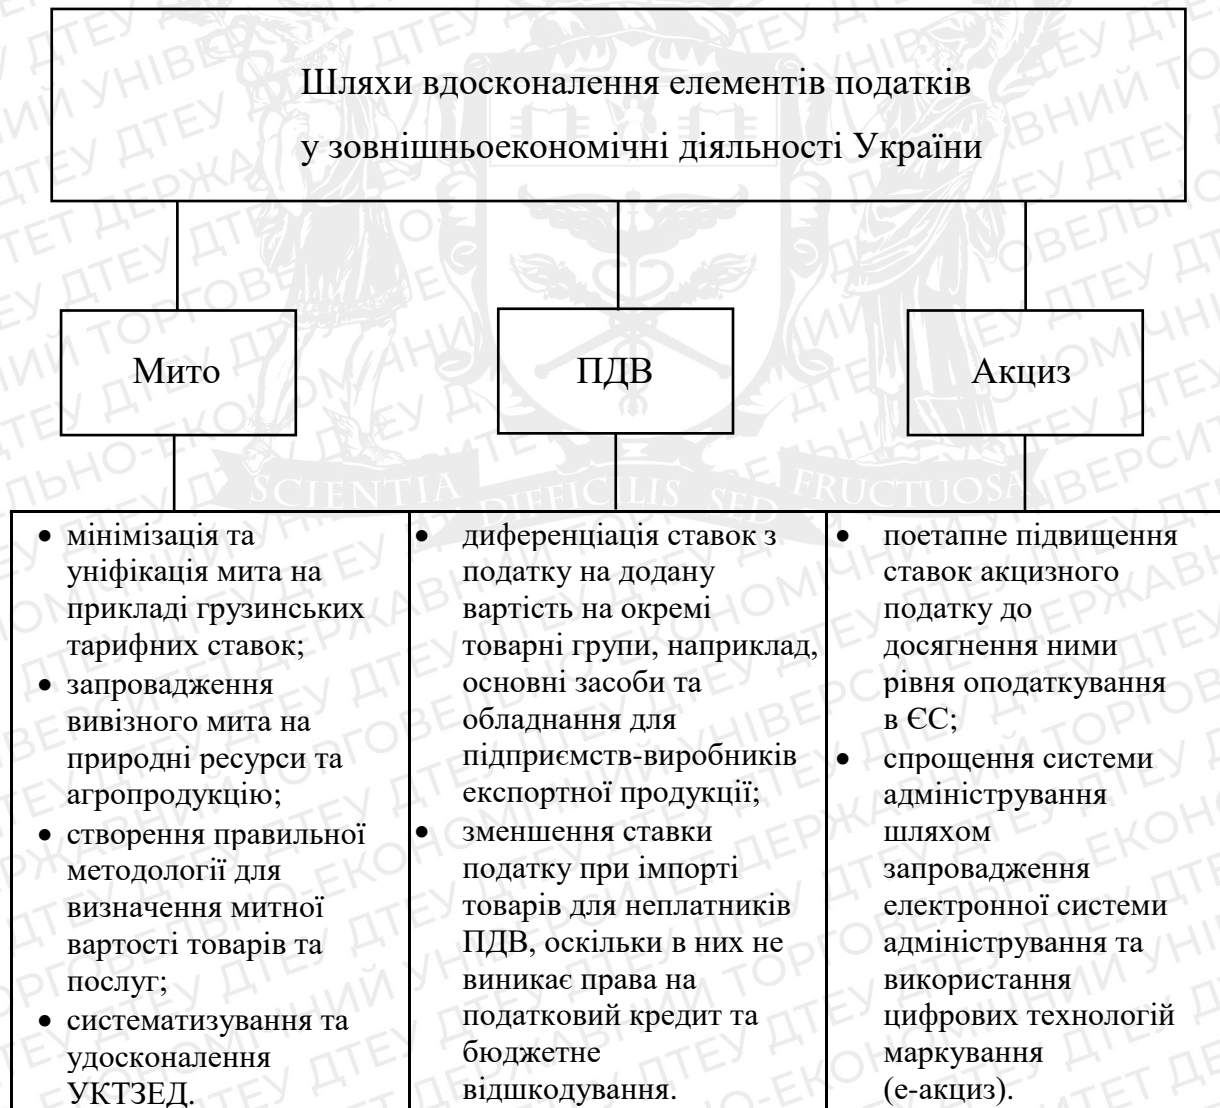 Шляхи вдосконалення елементів податків
у зовнішньоекономічні діяльності України
Мито
ПДВ
Акциз
• мінімізація та
уніфікація мита на
прикладі грузинських
тарифних ставок;
• запровадження
вивізного мита на
природні ресурси та
агропродукцію;
• створення правильної
методології для
визначення митної
вартості товарів та
послуг;
• систематизування та
удосконалення
УКТЗЕД.
• диференціація ставок з
податку на додану
вартість на окремі
товарні групи, наприклад,
основні засоби та
обладнання для
підприємств-виробників
експортної продукції;
• зменшення ставки
податку при імпорті
товарів для неплатників
ПДВ, оскільки в них не
виникає права на
податковий кредит та
бюджетне
відшкодування.
• поетапне підвищення
ставок акцизного
податку до
досягнення ними
рівня оподаткування
в ЄС;
• спрощення системи
адміністрування
шляхом
запровадження
електронної системи
адміністрування та
використання
цифрових технологій
маркування
(е-акциз).
SCIENTIA DIFFICILIS SED FRUCTUOSA